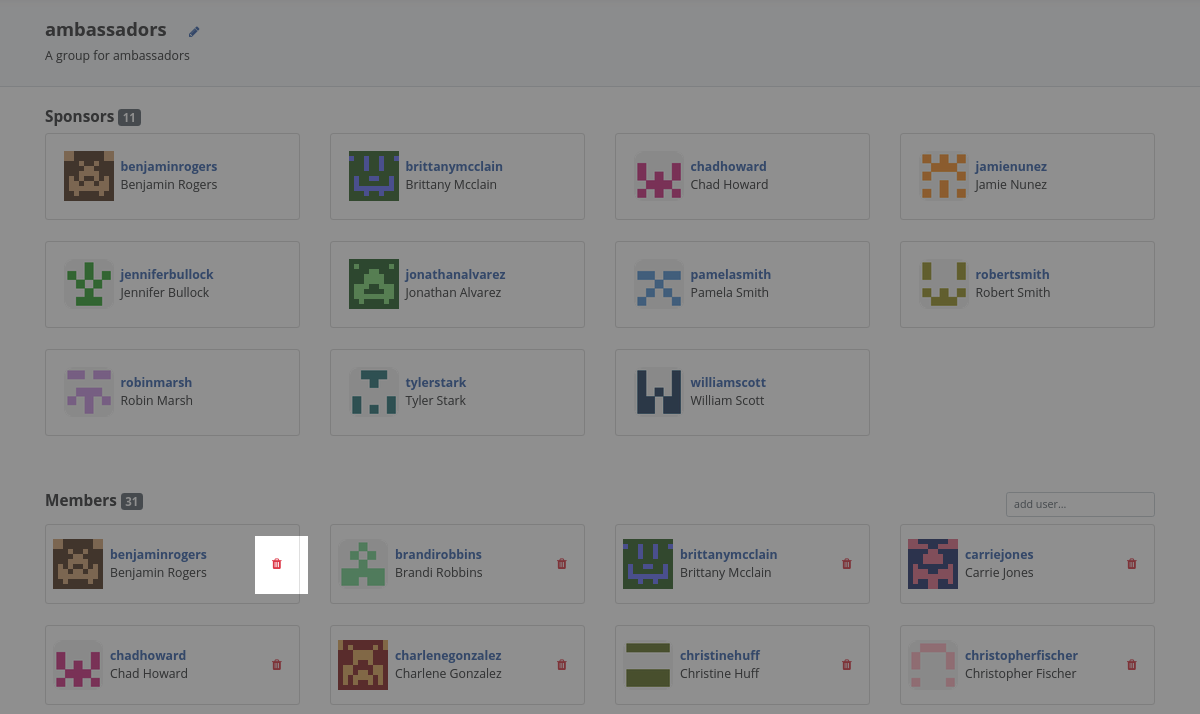 ambassadors
A group for ambassadors
Sponsors 11
benjaminrogers
Benjamin Rogers
brittanymcclain
Brittany Mcclain
chadhoward
Chad Howard
jamienunez
Jamie Nunez
jenniferbullock
Jennifer Bullock
jonathanalvarez
Jonathan Alvarez
pamelasmith
Pamela Smith
robertsmith
Robert Smith
robinmarsh
Robin Marsh
tylerstark
Tyler Stark
williamscott
William Scott
Members 31
add user...
benjaminrogers
Benjamin Rogers
brandirobbins
Brandi Robbins
brittanymcclain
Brittany Mcclain
carriejones
Carrie Jones
chadhoward
Chad Howard
charlenegonzalez
Charlene Gonzalez
christinehuff
Christine Huff
christopherfischer
Christopher Fischer